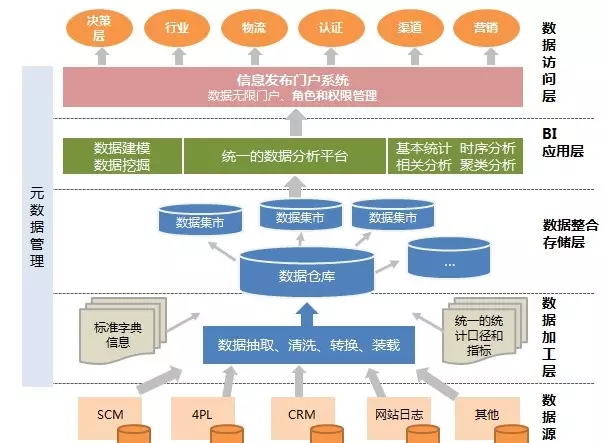 决策
层
行业
物流
认证
渠道
营销
数
据
访
问
层
信息发布门户系统
数据无限门户、角色和权限管理
BI
应用层
数据建模
数据挖掘
统一的数据分析平台
基本统计 时序分析
相关分析 聚类分析
元
数
据
管
理
数据集市
数据集市
数据集市
数据整合
存储层
数据仓库
...
标准字典
信息
数据抽取、清洗、转换、装载
统一的统
计口径和
指标
数
据
加
工
层
SCM
4PL
CRM
网站日志
其他
数
据
源